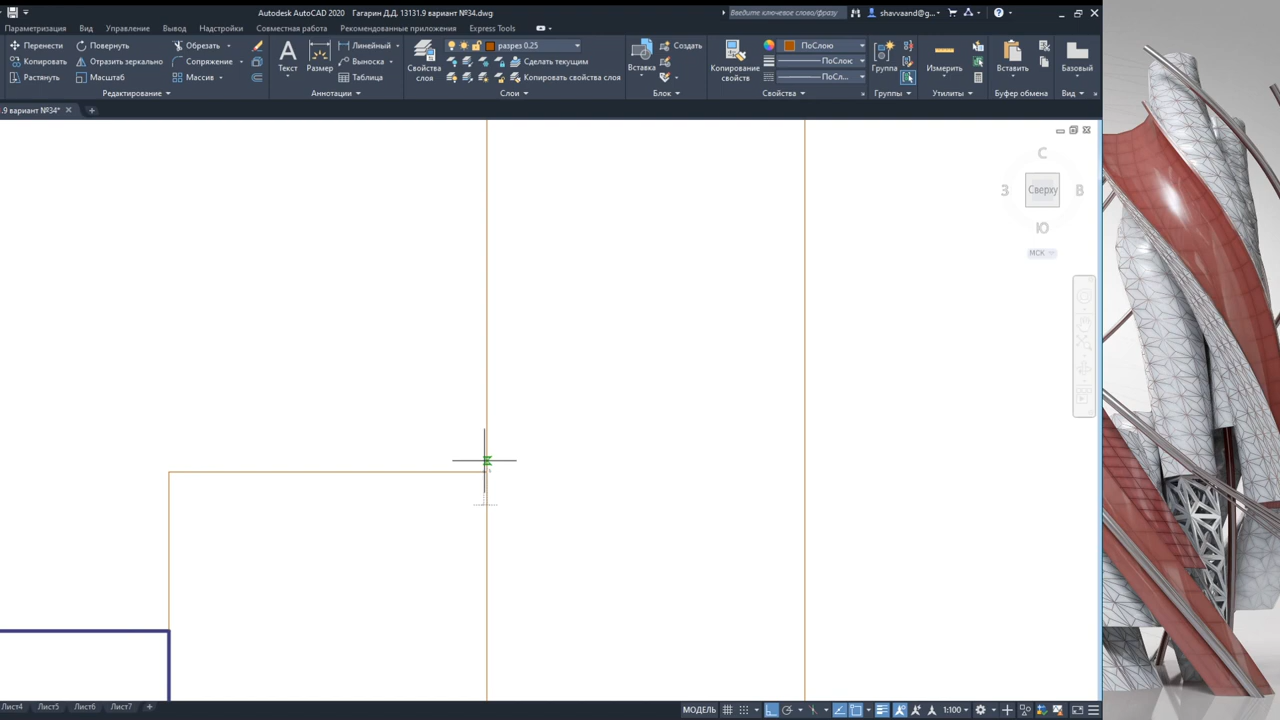 Autodesk AutoCAD 2020 Гагарин Д.Д. 13131.9 вариант №34.dwg
Введите ключевое слово/фразу
shavvaand@g...
Параметризация Вид Управление Вывод Надстройки Совместная работа Рекомендованные приложения Express Tools
Перенести Повернуть Обрезать
Копировать Отразить зеркально Сопряжение
Растянуть Масштаб Массив
Редактирование
Текст Размер
Линейный
Выноска
Таблица
Аннотации
Свойства слоя
разрез 0.25
Сделать текущим
Копировать свойства слоя
Слои
Вставка
Создать
Блок
Копирование свойств
ПоСлою
ПоСлою
ПоСл...
Свойства
Группа
Группы
Измерить
Утилиты
Вставить
Буфер обмена
Базовый
Вид
.9 вариант №34*
С
З Сверху В
Ю
МСК
Лист4 Лист5 Лист6 Лист7
МОДЕЛЬ 1:100